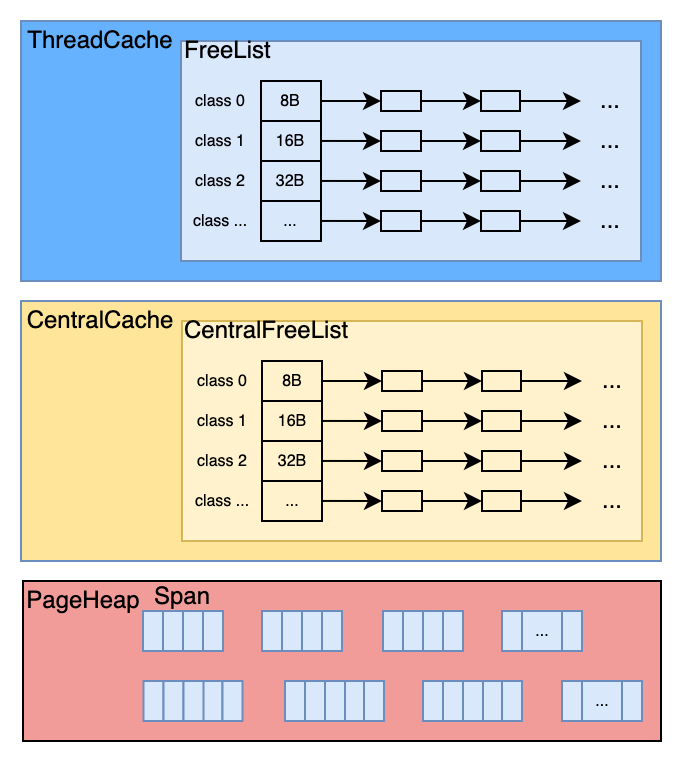 ThreadCache
FreeList
class 0 8B ...
class 1 16B ...
class 2 32B ...
class ... ... ...
CentralCache
CentralFreeList
class 0 8B ...
class 1 16B ...
class 2 32B ...
class ... ... ...
PageHeap
Span
...
...